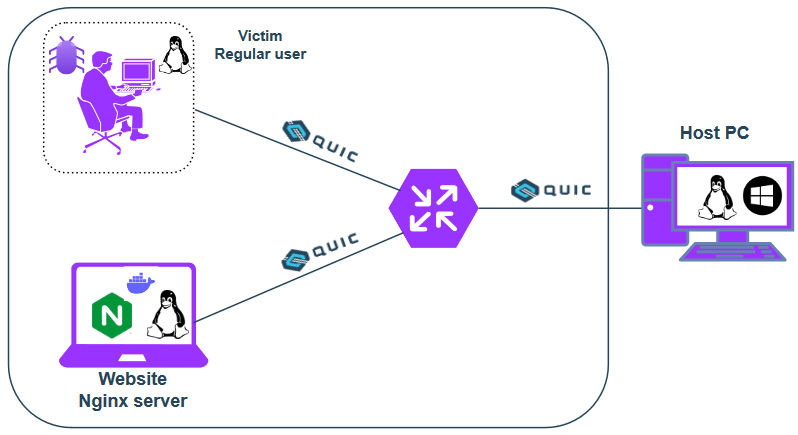 Victim
Regular user
QUIC
Host PC
QUIC
QUIC
N
Website
Nginx server